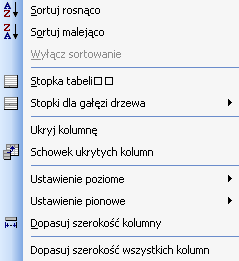 Sortuj rosnąco
Sortuj malejąco
Wyłącz sortowanie
Stopka tabeli□□
Stopki dla gałęzi drzewa
Ukryj kolumnę
Schowek ukrytych kolumn
Ustawienie poziome
Ustawienie pionowe
Dopasuj szerokość kolumny
Dopasuj szerokość wszystkich kolumn